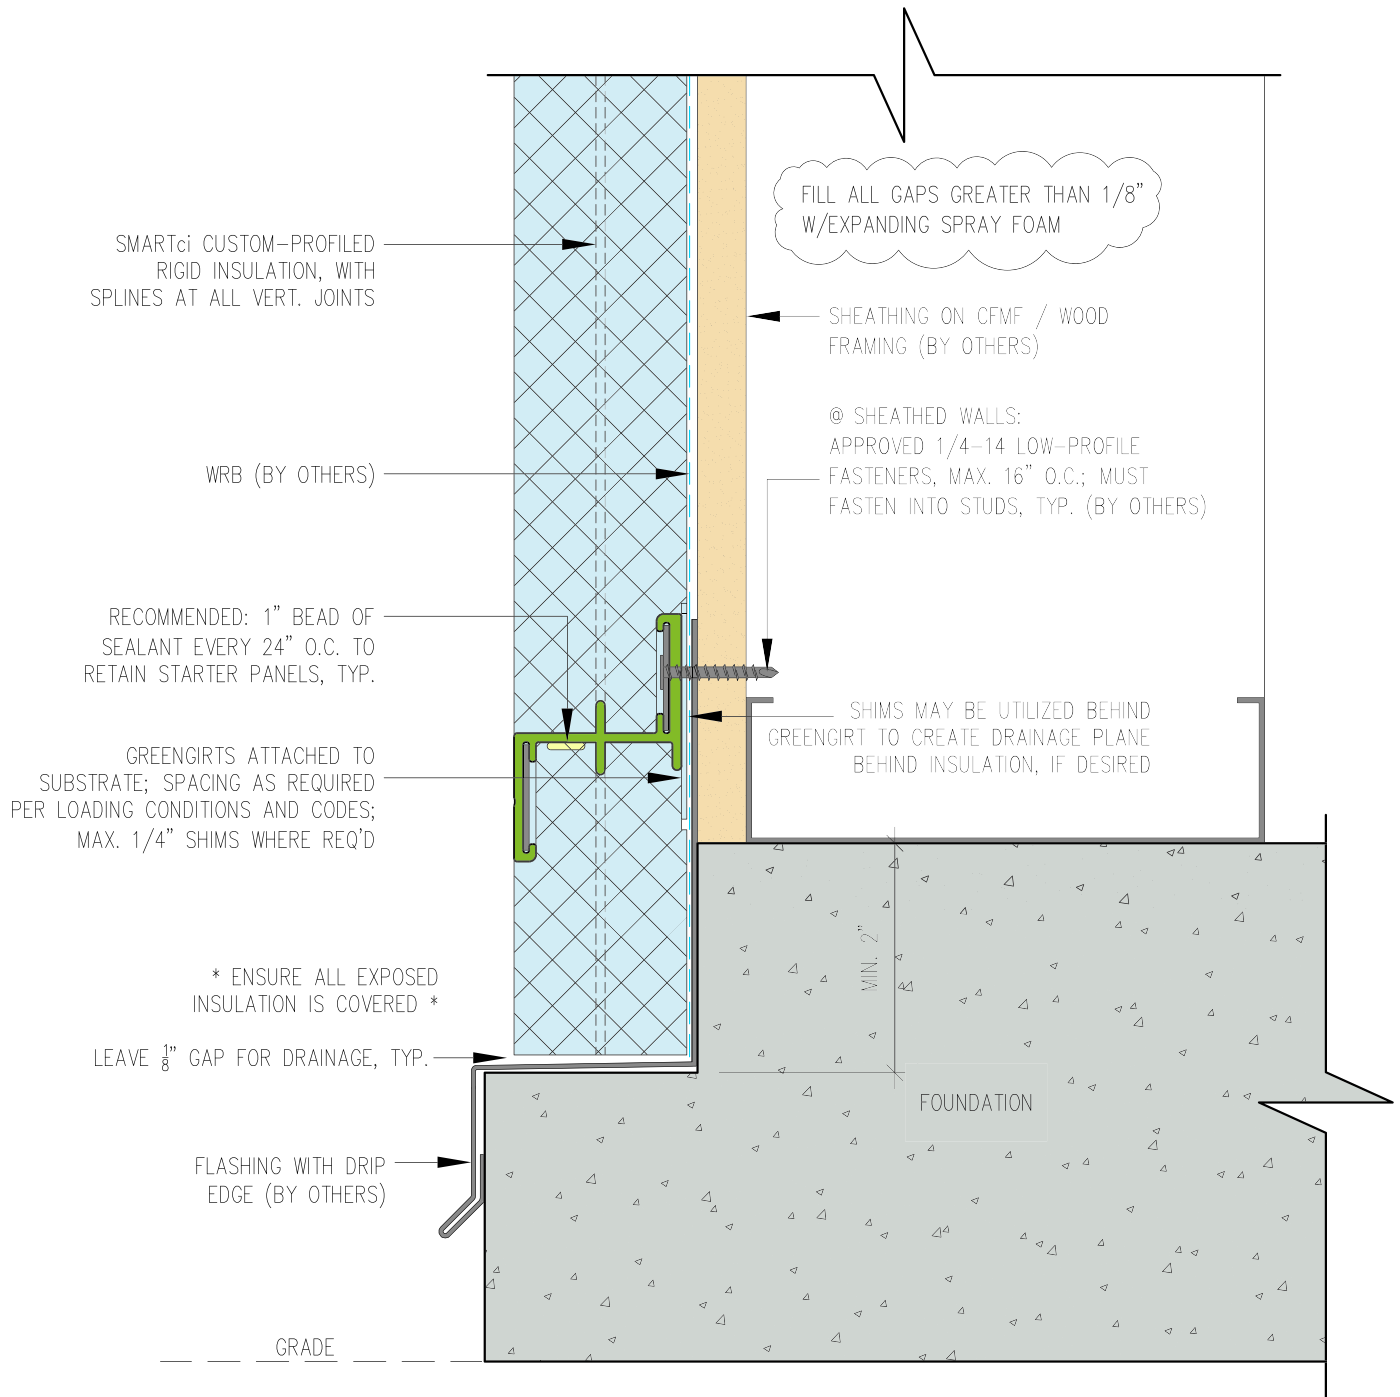 FILL ALL GAPS GREATER THAN 1/8"
W/EXPANDING SPRAY FOAM
SMARTci CUSTOM-PROFILED
RIGID INSULATION, WITH
SPLINES AT ALL VERT. JOINTS
SHEATHING ON CFMF / WOOD
FRAMING (BY OTHERS)
@ SHEATHED WALLS:
APPROVED 1/4-14 LOW-PROFILE
FASTENERS, MAX. 16" O.C.; MUST
FASTEN INTO STUDS, TYP. (BY OTHERS)
WRB (BY OTHERS)
RECOMMENDED: 1" BEAD OF
SEALANT EVERY 24" O.C. TO
RETAIN STARTER PANELS, TYP.
SHIMS MAY BE UTILIZED BEHIND
GREENGIRT TO CREATE DRAINAGE PLANE
BEHIND INSULATION, IF DESIRED
GREENGIRTS ATTACHED TO
SUBSTRATE; SPACING AS REQUIRED
PER LOADING CONDITIONS AND CODES;
MAX. 1/4" SHIMS WHERE REQ'D
MIN. 2"
* ENSURE ALL EXPOSED
INSULATION IS COVERED *
LEAVE 1/8" GAP FOR DRAINAGE, TYP.
FOUNDATION
FLASHING WITH DRIP
EDGE (BY OTHERS)
GRADE